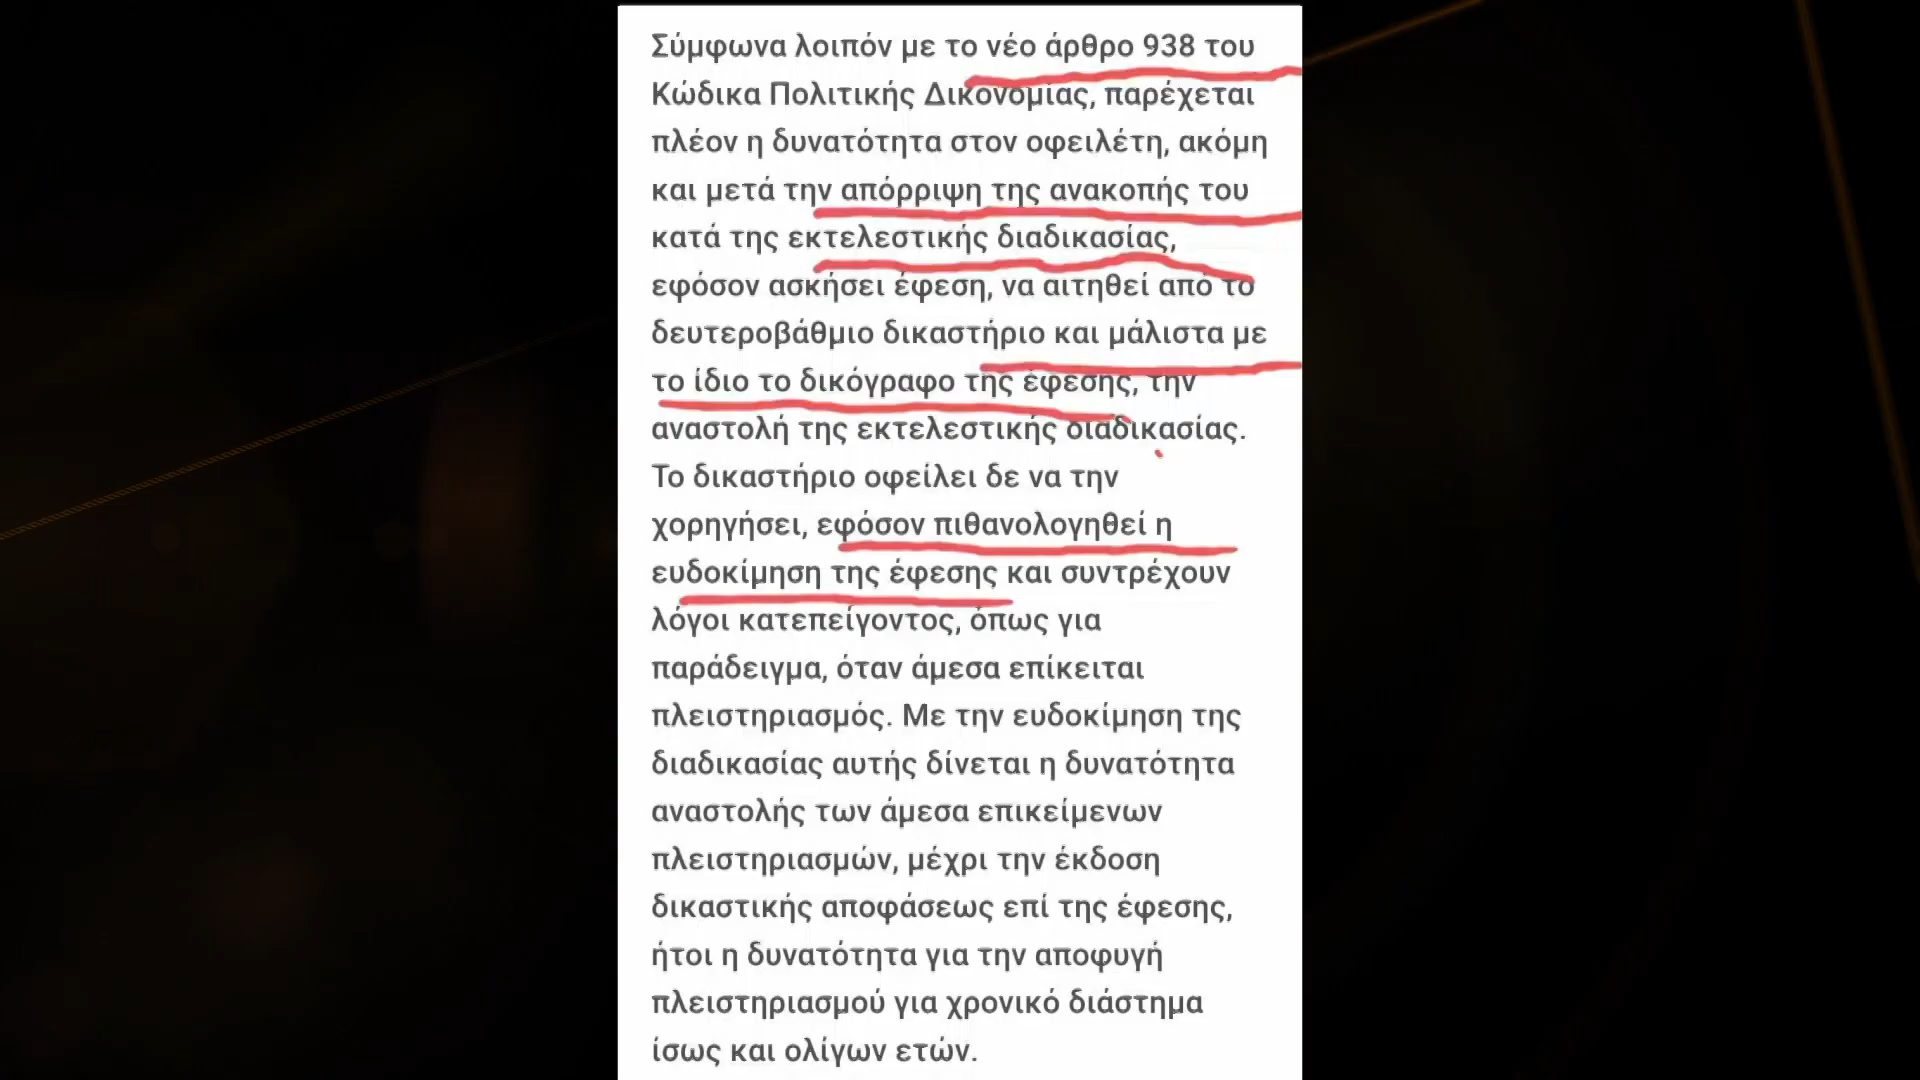 Σύμφωνα λοιπόν με το νέο άρθρο 938 του
Κώδικα Πολιτικής Δικονομίας, παρέχεται
πλέον η δυνατότητα στον οφειλέτη, ακόμη
και μετά την απόρριψη της ανακοπής του
κατά της εκτελεστικής διαδικασίας,
εφόσον ασκήσει έφεση, να αιτηθεί από το
δευτεροβάθμιο δικαστήριο και μάλιστα με
το ίδιο το δικόγραφο της έφεσης, την
αναστολή της εκτελεστικής διαδικασίας.
Το δικαστήριο οφείλει δε να την
χορηγήσει, εφόσον πιθανολογηθεί η
ευδοκίμηση της έφεσης και συντρέχουν
λόγοι κατεπείγοντος, όπως για
παράδειγμα, όταν άμεσα επίκειται
πλειστηριασμός. Με την ευδοκίμηση της
διαδικασίας αυτής δίνεται η δυνατότητα
αναστολής των άμεσα επικείμενων
πλειστηριασμών, μέχρι την έκδοση
δικαστικής αποφάσεως επί της έφεσης,
ήτοι η δυνατότητα για την αποφυγή
πλειστηριασμού για χρονικό διάστημα
ίσως και ολίγων ετών.